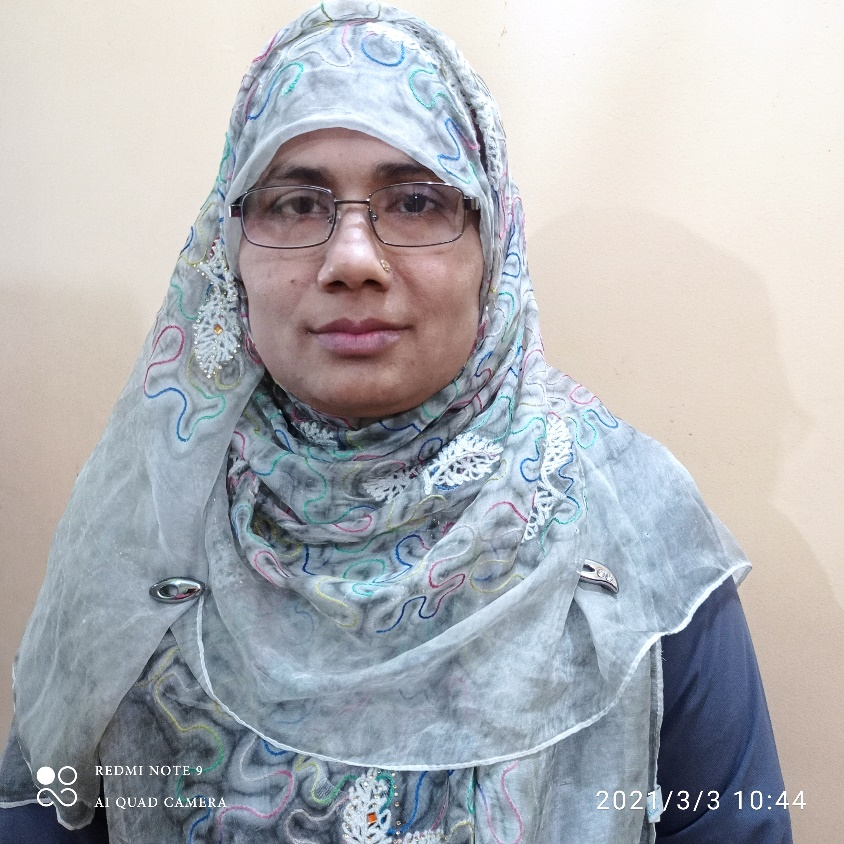 REDMI NOTE 9
AI QUAD CAMERA
2021/3/3 10:44